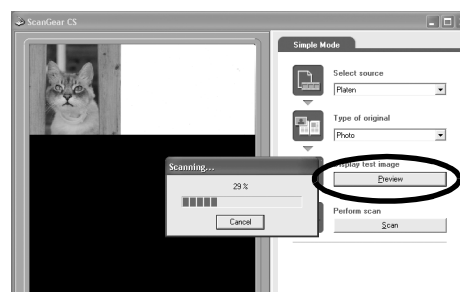 ScanGear CS
Simple Mode
Select source
Platen
Type of original
Photo
Display test image
Preview
Scanning...
29 %
Cancel
Perform scan
Scan